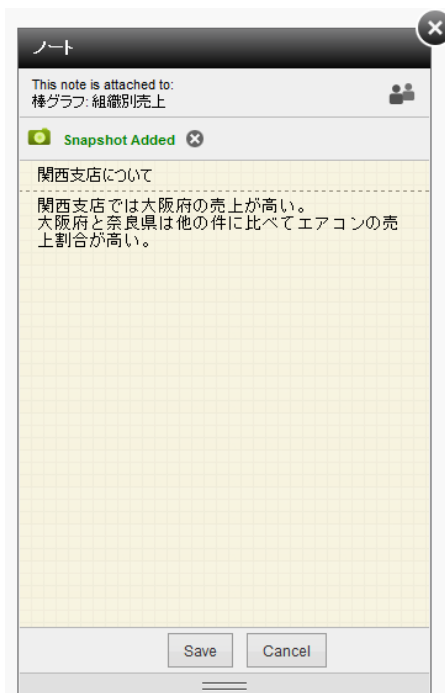 ノート
This note is attached to:
棒グラフ: 組織別売上
Snapshot Added
関西支店について
関西支店では大阪府の売上が高い。
大阪府と奈良県は他の件に比べてエアコンの売
上割合が高い。
Save
Cancel